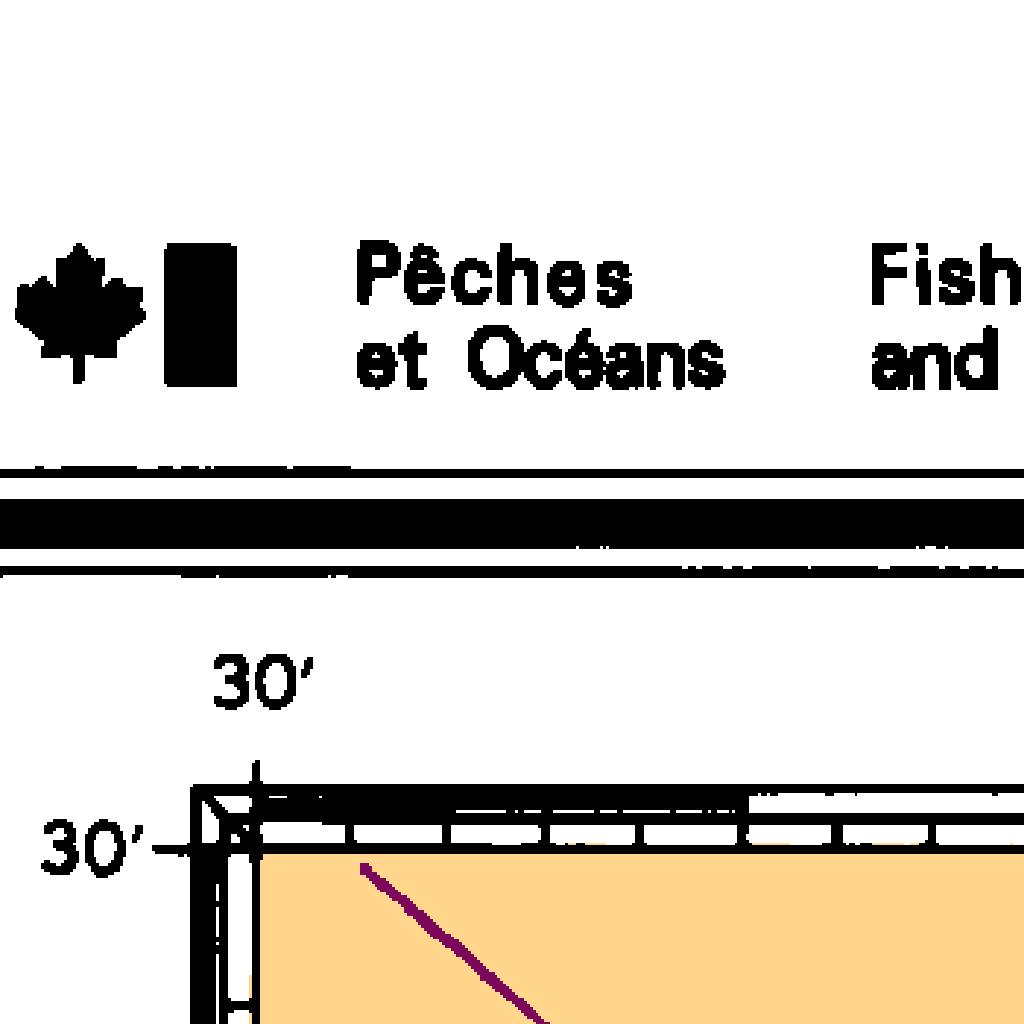 Pêches
et Océans
Fish
and
30′
30′